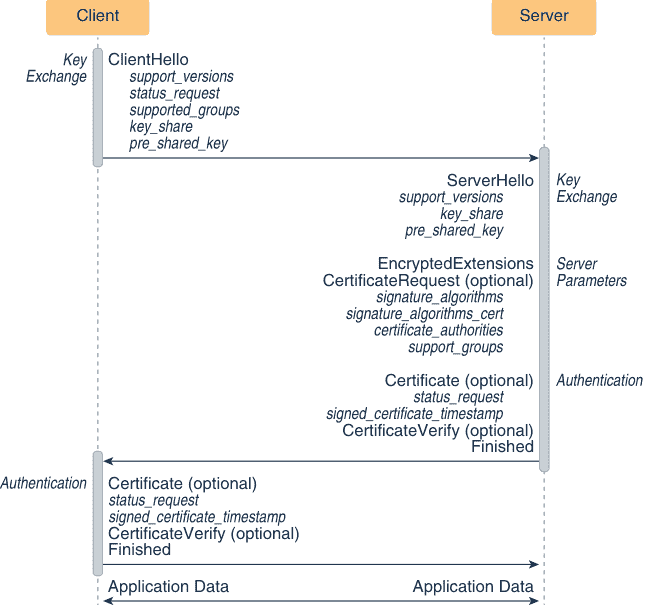 Client
Server
Key
Exchange
ClientHello
support_versions
status_request
supported_groups
key_share
pre_shared_key
ServerHello
support_versions
key_share
pre_shared_key
Key
Exchange
EncryptedExtensions
CertificateRequest (optional)
signature_algorithms
signature_algorithms_cert
certificate_authorities
support_groups
Server
Parameters
Certificate (optional)
status_request
signed_certificate_timestamp
CertificateVerify (optional)
Finished
Authentication
Authentication
Certificate (optional)
status_request
signed_certificate_timestamp
CertificateVerify (optional)
Finished
Application Data
Application Data